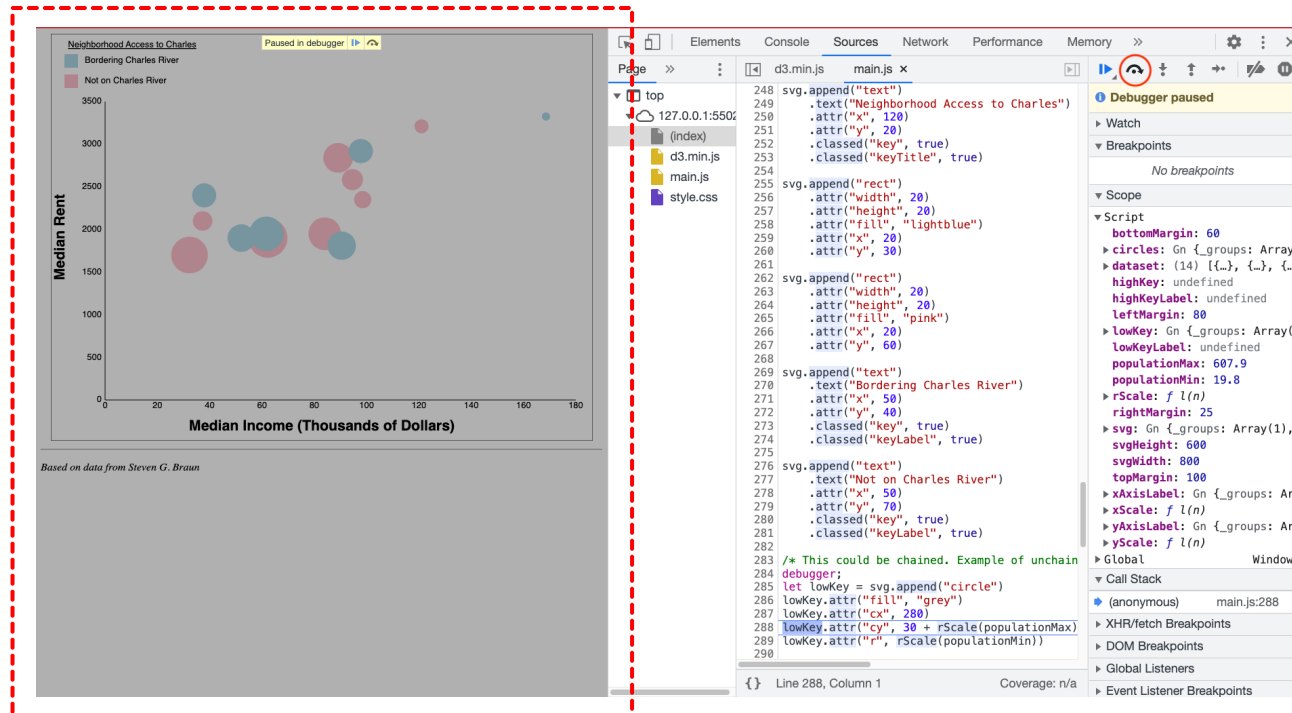 Neighborhood Access to Charles
Bordering Charles River
Not on Charles River
Paused in debugger
3500
3000
2500
2000
1500
1000
500
0
0
20
40
60
80
100
120
140
160
180
Median Rent
Median Income (Thousands of Dollars)
Based on data from Steven G. Braun
Elements Console Sources Network Performance Memory »
Page »
top
127.0.0.1:5502
(index)
d3.min.js
main.js
style.css
d3.min.js main.js ×
248 svg.append("text")
249 .text("Neighborhood Access to Charles")
250 .attr("x", 120)
251 .attr("y", 20)
252 .classed("key", true)
253 .classed("keyTitle", true)
254
255 svg.append("rect")
256 .attr("width", 20)
257 .attr("height", 20)
258 .attr("fill", "lightblue")
259 .attr("x", 20)
260 .attr("y", 30)
261
262 svg.append("rect")
263 .attr("width", 20)
264 .attr("height", 20)
265 .attr("fill", "pink")
266 .attr("x", 20)
267 .attr("y", 60)
268
269 svg.append("text")
270 .text("Bordering Charles River")
271 .attr("x", 50)
272 .attr("y", 40)
273 .classed("key", true)
274 .classed("keyLabel", true)
275
276 svg.append("text")
277 .text("Not on Charles River")
278 .attr("x", 50)
279 .attr("y", 70)
280 .classed("key", true)
281 .classed("keyLabel", true)
282
283 /* This could be chained. Example of unchain
284 debugger;
285 let lowKey = svg.append("circle")
286 lowKey.attr("fill", "grey")
287 lowKey.attr("cx", 280)
288 lowKey.attr("cy", 30 + rScale(populationMax)
289 lowKey.attr("r", rScale(populationMin))
290
{} Line 288, Column 1 Coverage: n/a
Debugger paused
Watch
Breakpoints
No breakpoints
Scope
Script
bottomMargin: 60
circles: Gn {_groups: Array
dataset: (14) [{…}, {…}, {…
highKey: undefined
highKeyLabel: undefined
leftMargin: 80
lowKey: Gn {_groups: Array(
lowKeyLabel: undefined
populationMax: 607.9
populationMin: 19.8
rScale: ƒ l(n)
rightMargin: 25
svg: Gn {_groups: Array(1),
svgHeight: 600
svgWidth: 800
topMargin: 100
xAxisLabel: Gn {_groups: Ar
xScale: ƒ l(n)
yAxisLabel: Gn {_groups: Ar
yScale: ƒ l(n)
Global Window
Call Stack
(anonymous) main.js:288
XHR/fetch Breakpoints
DOM Breakpoints
Global Listeners
Event Listener Breakpoints